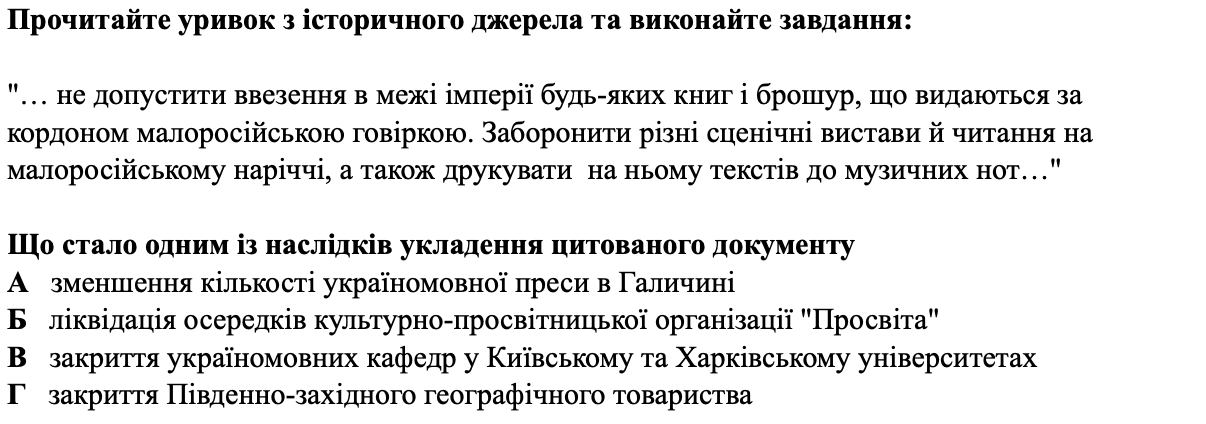 Прочитайте уривок з історичного джерела та виконайте завдання:
"… не допустити ввезення в межі імперії будь-яких книг і брошур, що видаються за
кордоном малоросійською говіркою. Заборонити різні сценічні вистави й читання на
малоросійському наріччі, а також друкувати  на ньому текстів до музичних нот…"
Що стало одним із наслідків укладення цитованого документу
А   зменшення кількості україномовної преси в Галичині
Б   ліквідація осередків культурно-просвітницької організації "Просвіта"
В   закриття україномовних кафедр у Київському та Харківському університетах
Г   закриття Південно-західного географічного товариства